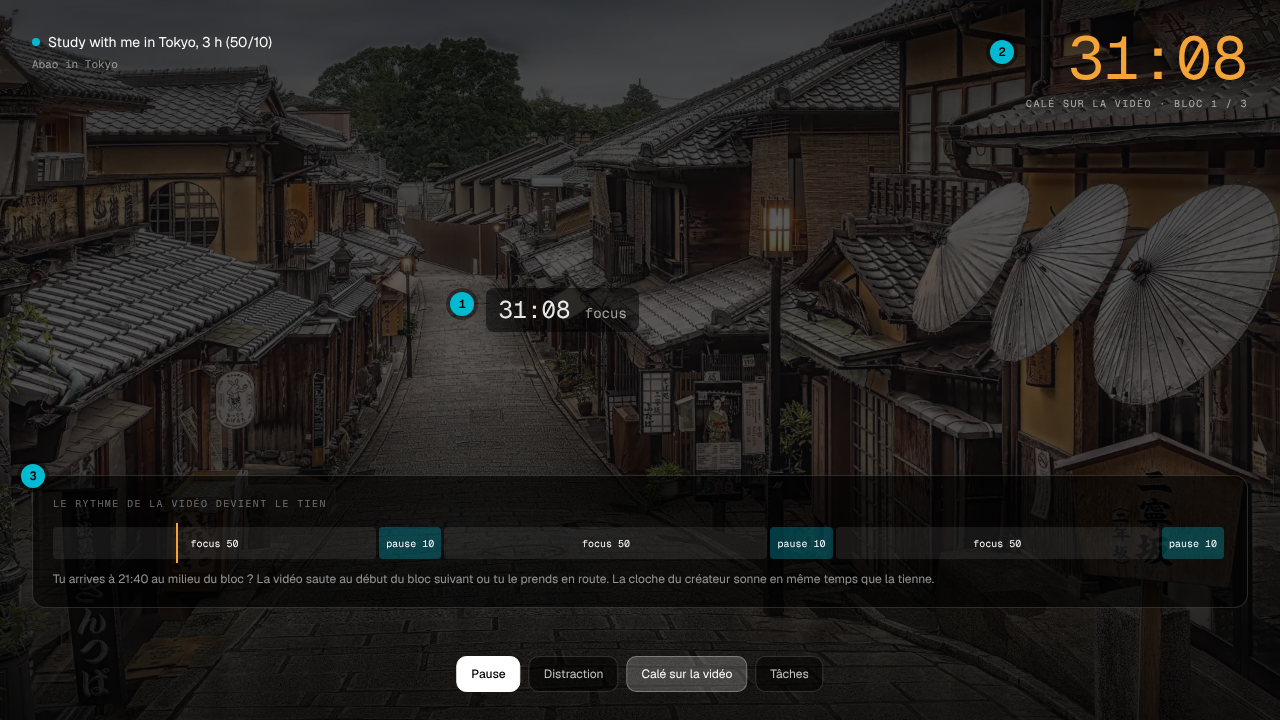 Study with me in Tokyo, 3 h (50/10)
Abao in Tokyo
2
31:08
CALÉ SUR LA VIDÉO · BLOC 1 / 3
1
31:08 focus
3
LE RYTHME DE LA VIDÉO DEVIENT LE TIEN
focus 50 pause 10 focus 50 pause 10 focus 50 pause 10
Tu arrives à 21:40 au milieu du bloc ? La vidéo saute au début du bloc suivant ou tu le prends en route. La cloche du créateur sonne en même temps que la tienne.
Pause Distraction Calé sur la vidéo Tâches